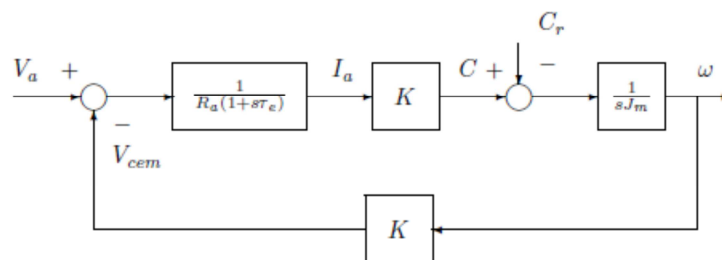 C_r
V_a + I_a C + − ω
1/(R_a(1+sτ_e)) K 1/(sJ_m)
−
V_cem
K